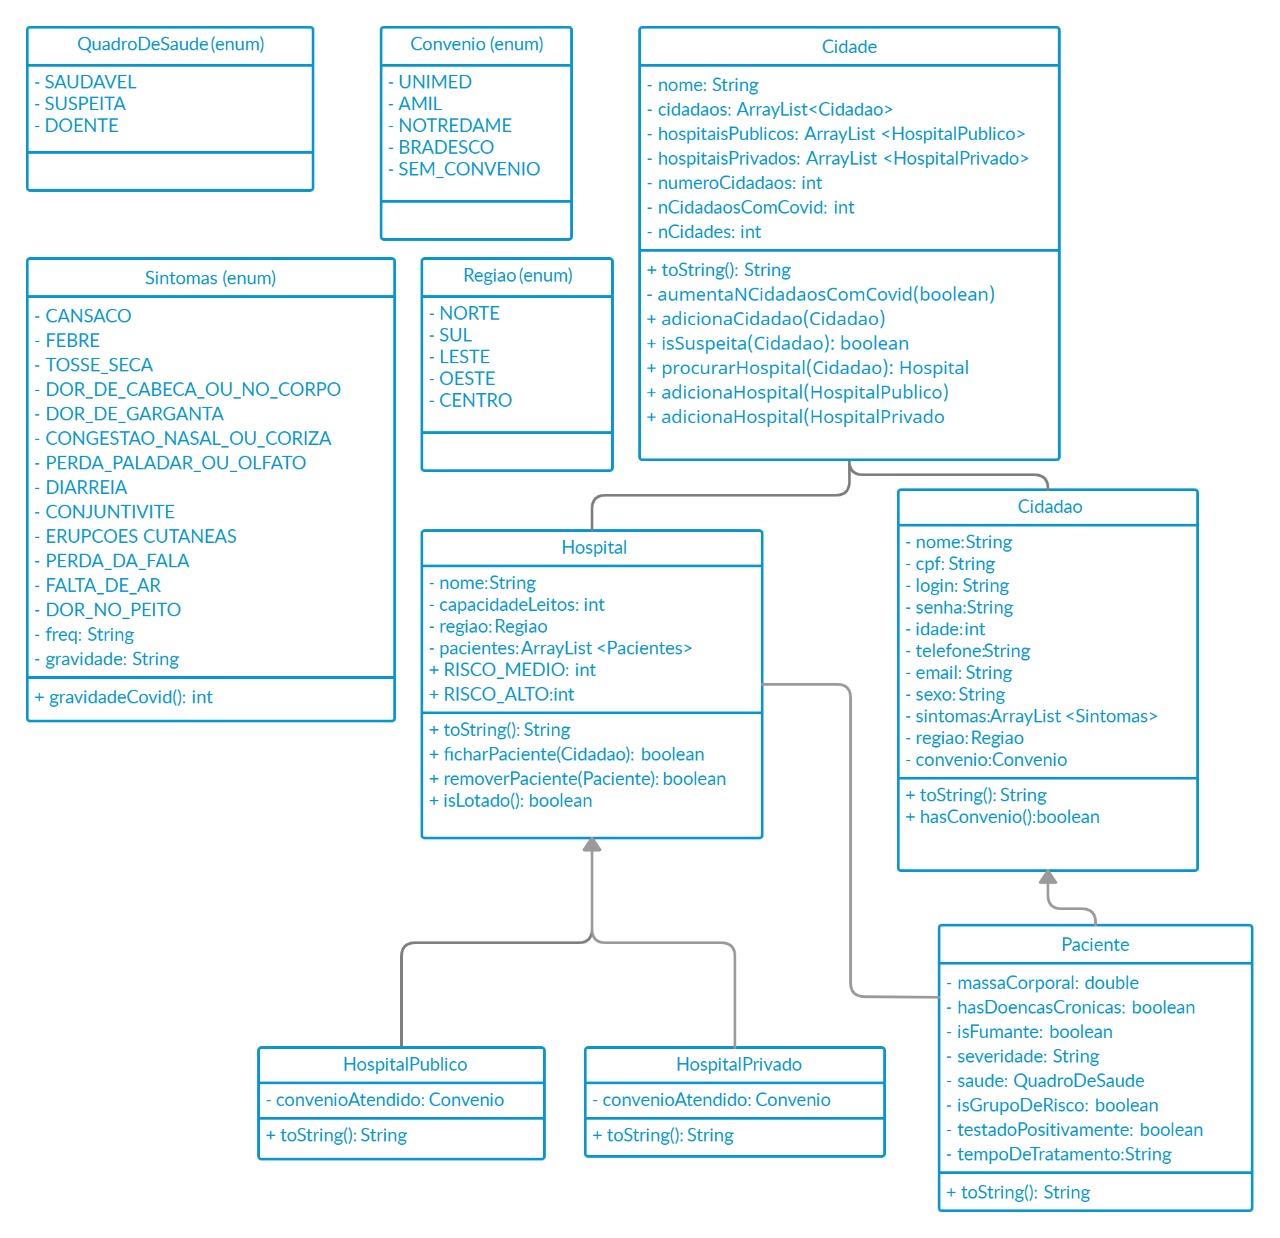 QuadroDeSaude (enum)
- SAUDAVEL
- SUSPEITA
- DOENTE
Convenio (enum)
- UNIMED
- AMIL
- NOTREDAME
- BRADESCO
- SEM_CONVENIO
Cidade
- nome: String
- cidadaos: ArrayList<Cidadao>
- hospitaisPublicos: ArrayList <HospitalPublico>
- hospitaisPrivados: ArrayList <HospitalPrivado>
- numeroCidadaos: int
- nCidadaosComCovid: int
- nCidades: int
+ toString(): String
- aumentaNCidadaosComCovid(boolean)
+ adicionaCidadao(Cidadao)
+ isSuspeita(Cidadao): boolean
+ procurarHospital(Cidadao): Hospital
+ adicionaHospital(HospitalPublico)
+ adicionaHospital(HospitalPrivado
Sintomas (enum)
- CANSACO
- FEBRE
- TOSSE_SECA
- DOR_DE_CABECA_OU_NO_CORPO
- DOR_DE_GARGANTA
- CONGESTAO_NASAL_OU_CORIZA
- PERDA_PALADAR_OU_OLFATO
- DIARREIA
- CONJUNTIVITE
- ERUPCOES CUTANEAS
- PERDA_DA_FALA
- FALTA_DE_AR
- DOR_NO_PEITO
- freq: String
- gravidade: String
+ gravidadeCovid(): int
Regiao (enum)
- NORTE
- SUL
- LESTE
- OESTE
- CENTRO
Hospital
- nome:String
- capacidadeLeitos: int
- regiao:Regiao
- pacientes:ArrayList <Pacientes>
+ RISCO_MEDIO: int
+ RISCO_ALTO:int
+ toString(): String
+ ficharPaciente(Cidadao): boolean
+ removerPaciente(Paciente): boolean
+ isLotado(): boolean
Cidadao
- nome:String
- cpf: String
- login: String
- senha:String
- idade:int
- telefone:String
- email: String
- sexo: String
- sintomas:ArrayList <Sintomas>
- regiao:Regiao
- convenio:Convenio
+ toString(): String
+ hasConvenio():boolean
Paciente
- massaCorporal: double
- hasDoencasCronicas: boolean
- isFumante: boolean
- severidade: String
- saude: QuadroDeSaude
- isGrupoDeRisco: boolean
- testadoPositivamente: boolean
- tempoDeTratamento:String
+ toString(): String
HospitalPublico
- convenioAtendido: Convenio
+ toString(): String
HospitalPrivado
- convenioAtendido: Convenio
+ toString(): String